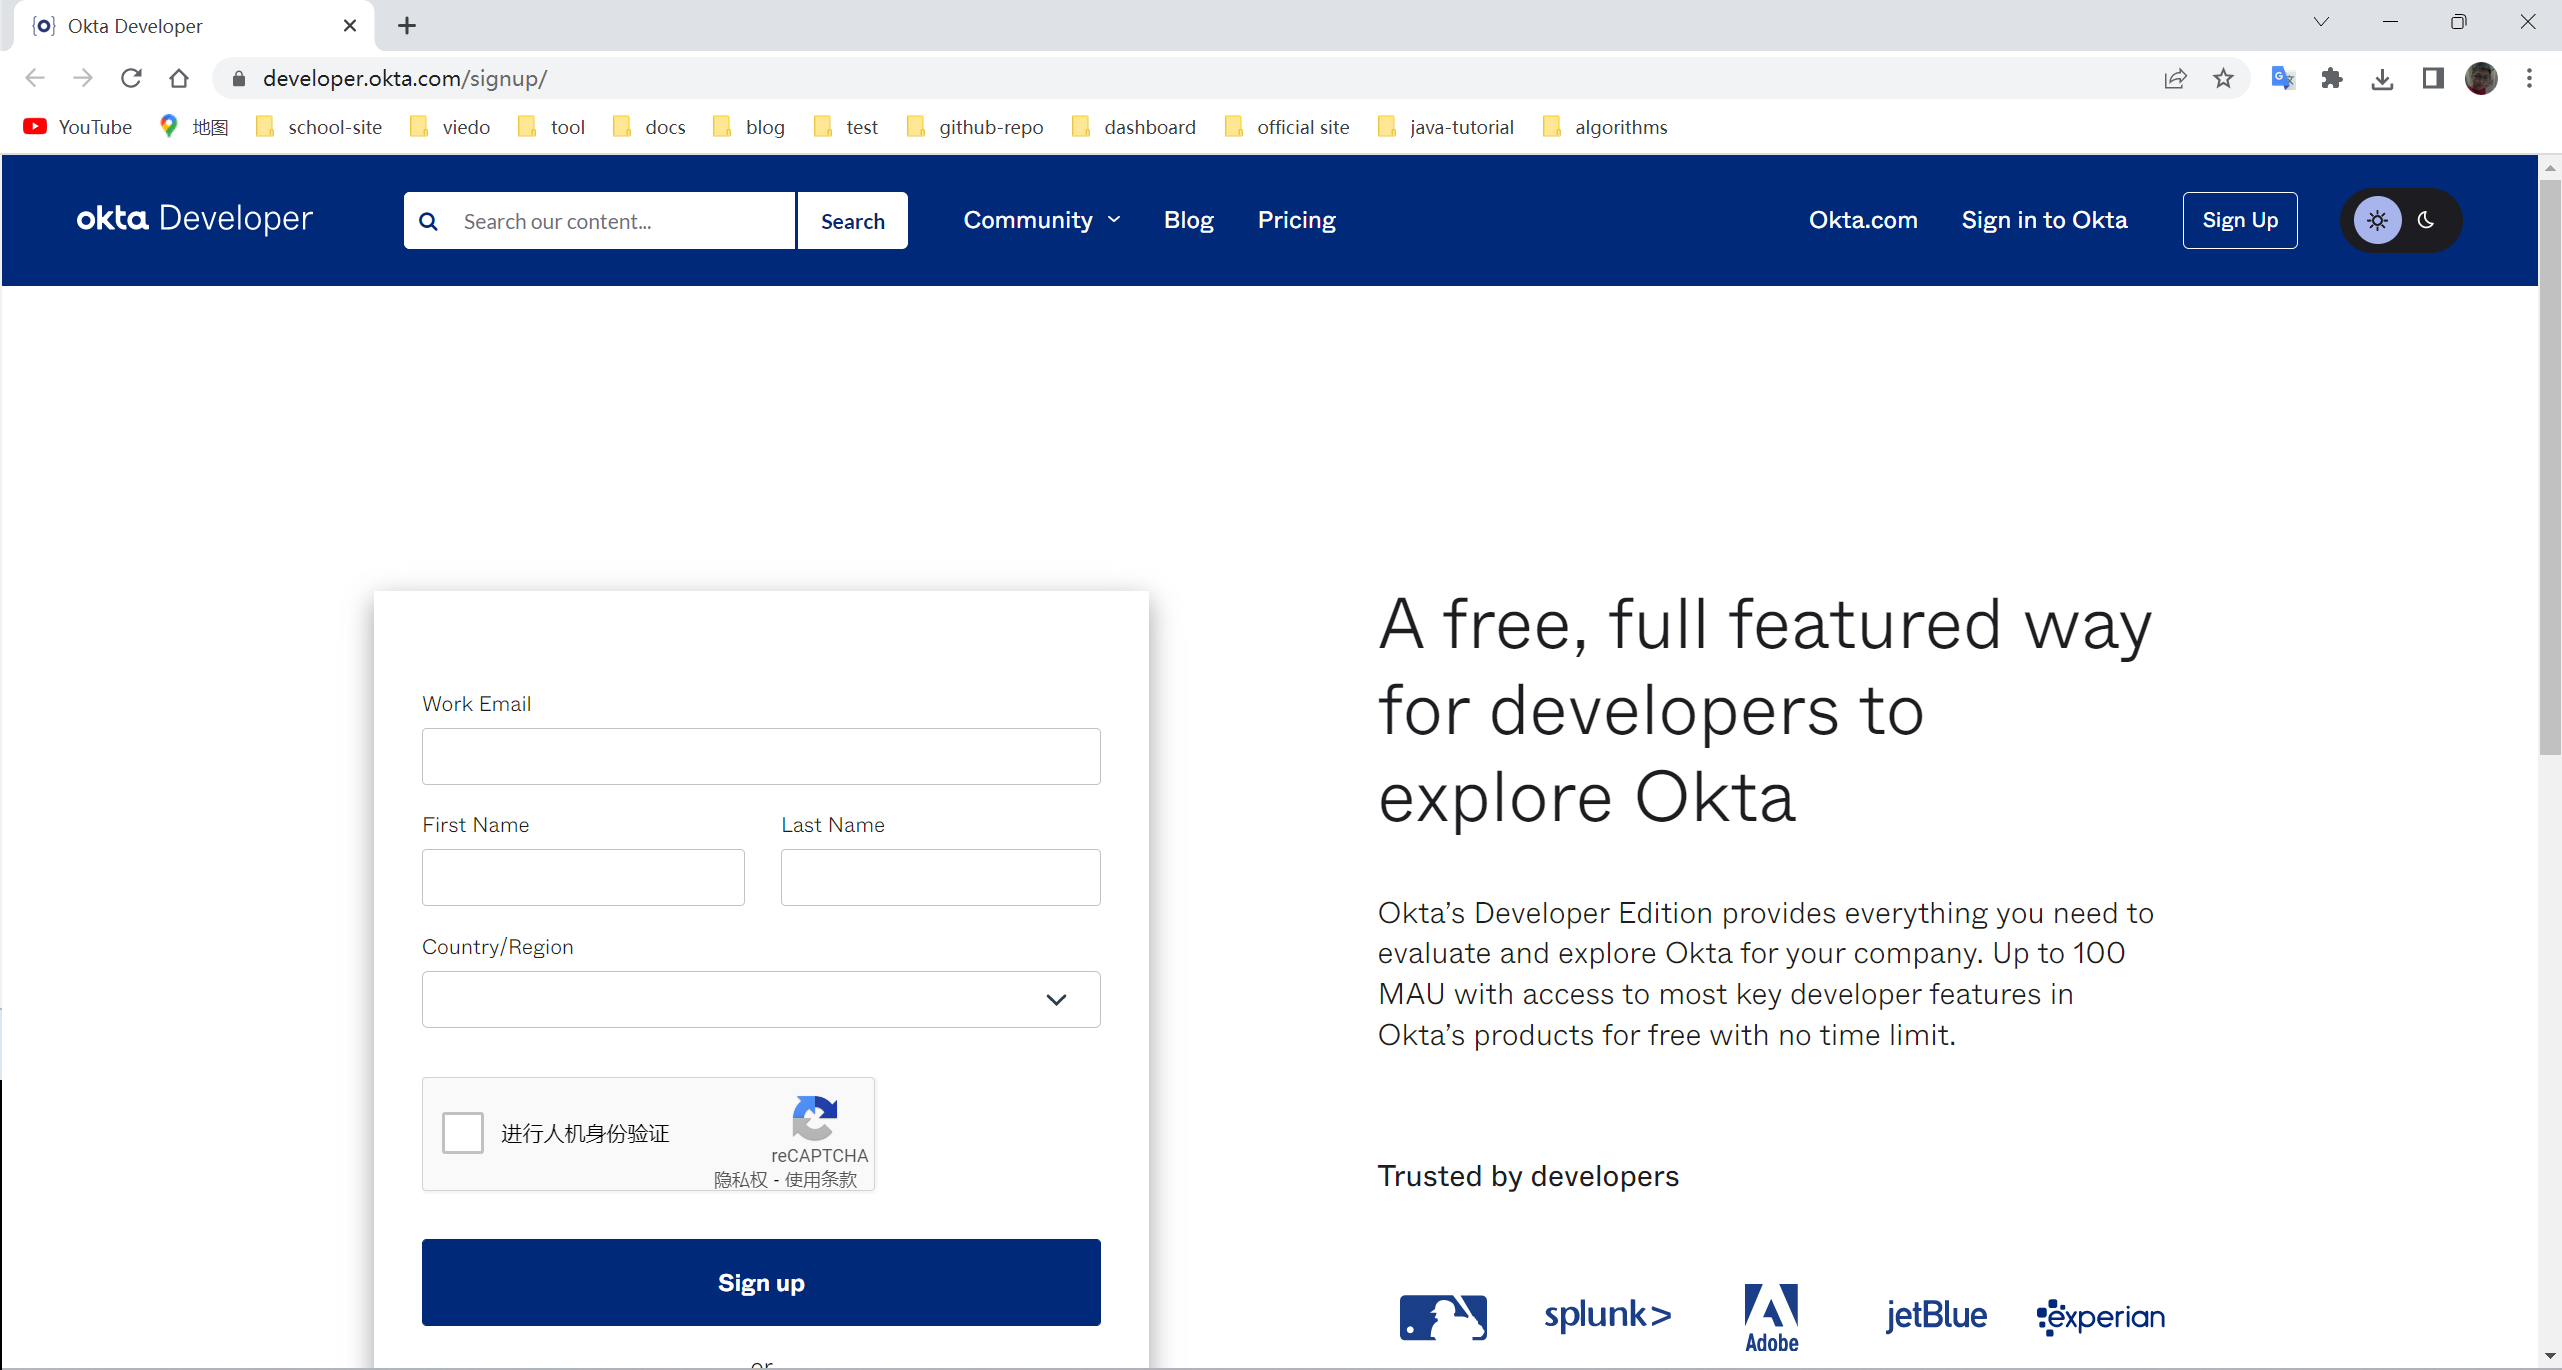 Okta Developer
developer.okta.com/signup/
YouTube 地图 school-site viedo tool docs blog test github-repo dashboard official site java-tutorial algorithms
okta Developer Search our content... Search Community Blog Pricing Okta.com Sign in to Okta Sign Up
Work Email
First Name Last Name
Country/Region
进行人机身份验证
reCAPTCHA
隐私权 - 使用条款
Sign up
or
A free, full featured way
for developers to
explore Okta
Okta’s Developer Edition provides everything you need to
evaluate and explore Okta for your company. Up to 100
MAU with access to most key developer features in
Okta’s products for free with no time limit.
Trusted by developers
splunk> Adobe jetBlue experian